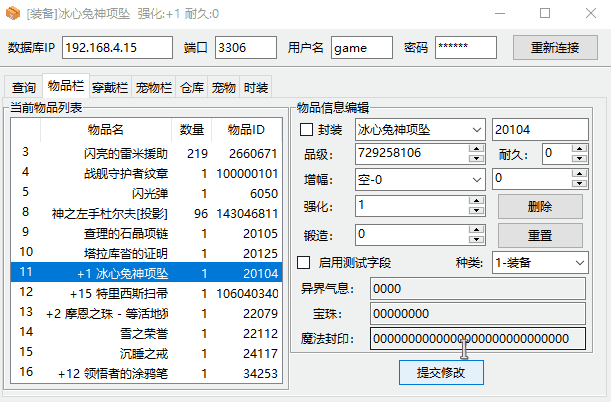 [装备]冰心兔神项坠 强化:+1 耐久:0
数据库IP 192.168.4.15 端口 3306 用户名 game 密码 ****** 重新连接
查询 物品栏 穿戴栏 宠物栏 仓库 宠物 时装
当前物品列表
物品名 数量 物品ID
3 闪亮的雷米援助 219 2660671
4 战舰守护者纹章 1 100000101
5 闪光弹 1 6050
8 神之左手杜尔夫[投影] 96 143046811
9 查理的石晶项链 1 20105
10 塔拉库沓的证明 1 20125
11 +1 冰心兔神项坠 1 20104
12 +15 特里西斯扫帚 1 106040340
13 +2 摩恩之珠 - 等活地 1 22079
14 雪之荣誉 1 22112
15 沉睡之戒 1 24117
16 +12 领悟者的涂鸦笔 1 34253
物品信息编辑
封装 冰心兔神项坠 20104
品级: 729258106 耐久: 0
增幅: 空-0 0
强化: 1 删除
锻造: 0 重置
启用测试字段 种类: 1-装备
异界气息: 0000
宝珠: 00000000
魔法封印: 0000000000000000000000000000
提交修改